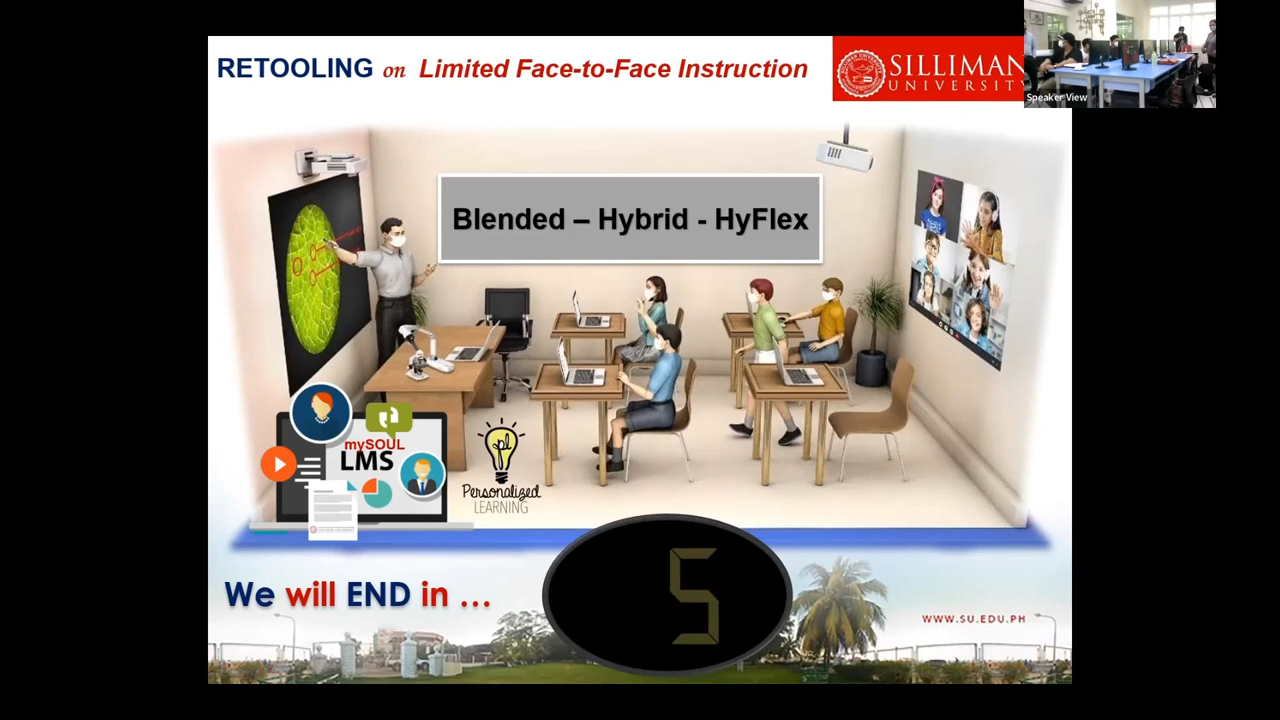 RETOOLING on Limited Face-to-Face Instruction
SILLIMAN
UNIVERSITY
Speaker View
Blended – Hybrid - HyFlex
mySOUL
LMS
pl
Personalized
LEARNING
We will END in …
5
WWW.SU.EDU.PH